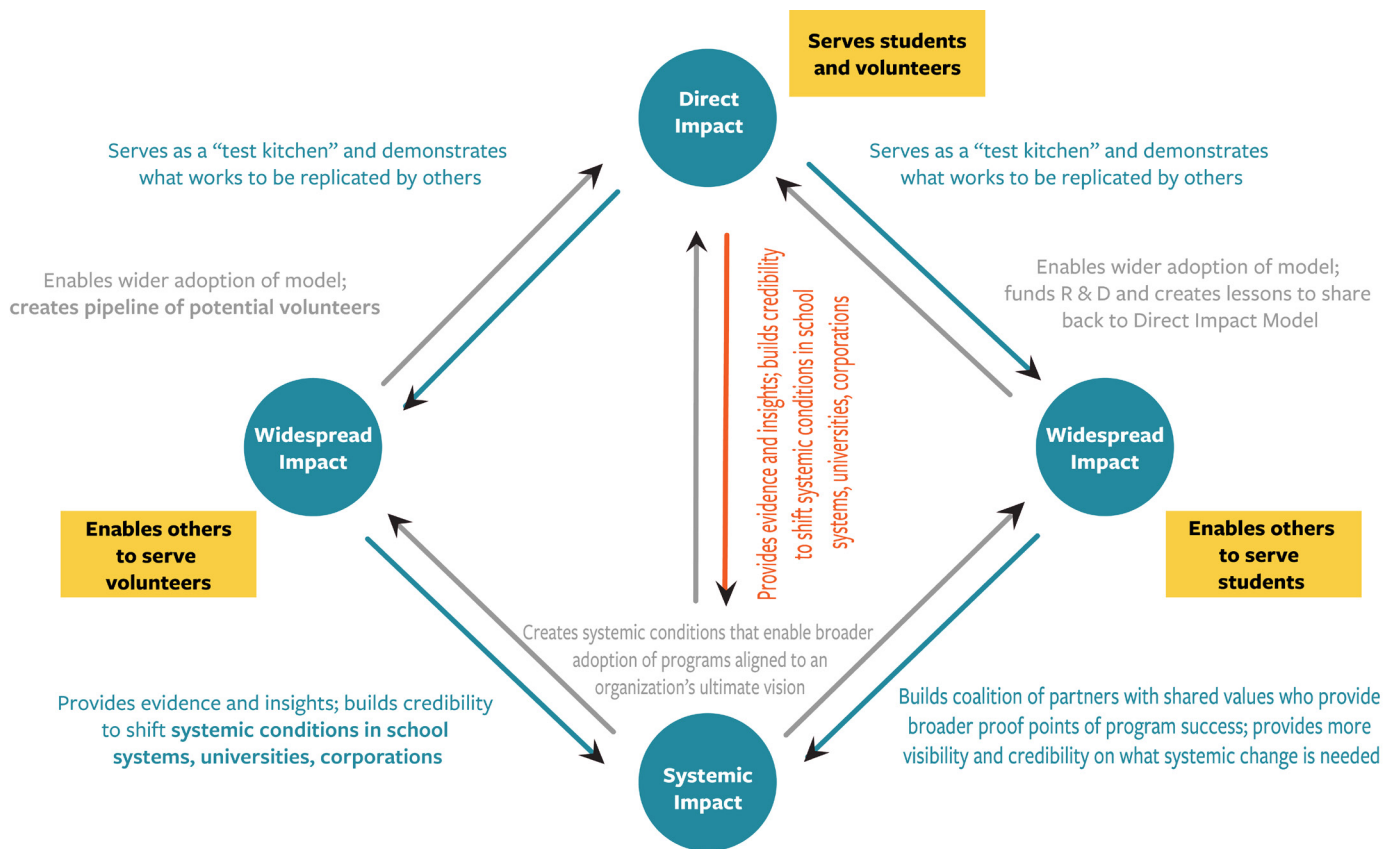 Serves students
and volunteers
Direct
Impact
Serves as a “test kitchen” and demonstrates
what works to be replicated by others
Serves as a “test kitchen” and demonstrates
what works to be replicated by others
Enables wider adoption of model;
creates pipeline of potential volunteers
Provides evidence and insights; builds credibility
to shift systemic conditions in school
systems, universities, corporations
Enables wider adoption of model;
funds R & D and creates lessons to share
back to Direct Impact Model
Widespread
Impact
Widespread
Impact
Enables others
to serve
volunteers
Enables others
to serve
students
Creates systemic conditions that enable broader
adoption of programs aligned to an
organization’s ultimate vision
Provides evidence and insights; builds credibility
to shift systemic conditions in school
systems, universities, corporations
Builds coalition of partners with shared values who provide
broader proof points of program success; provides more
visibility and credibility on what systemic change is needed
Systemic
Impact